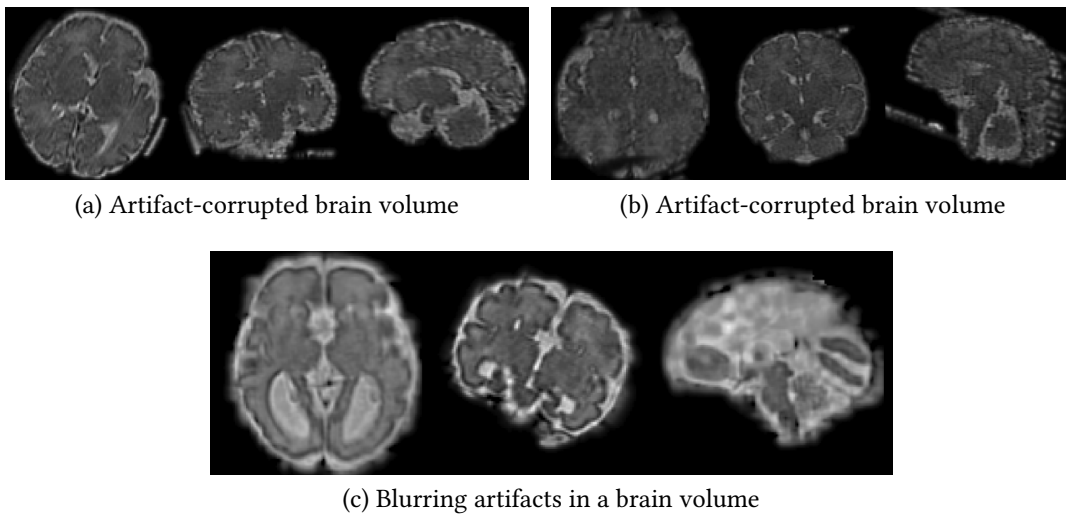 (a) Artifact-corrupted brain volume
(b) Artifact-corrupted brain volume
(c) Blurring artifacts in a brain volume